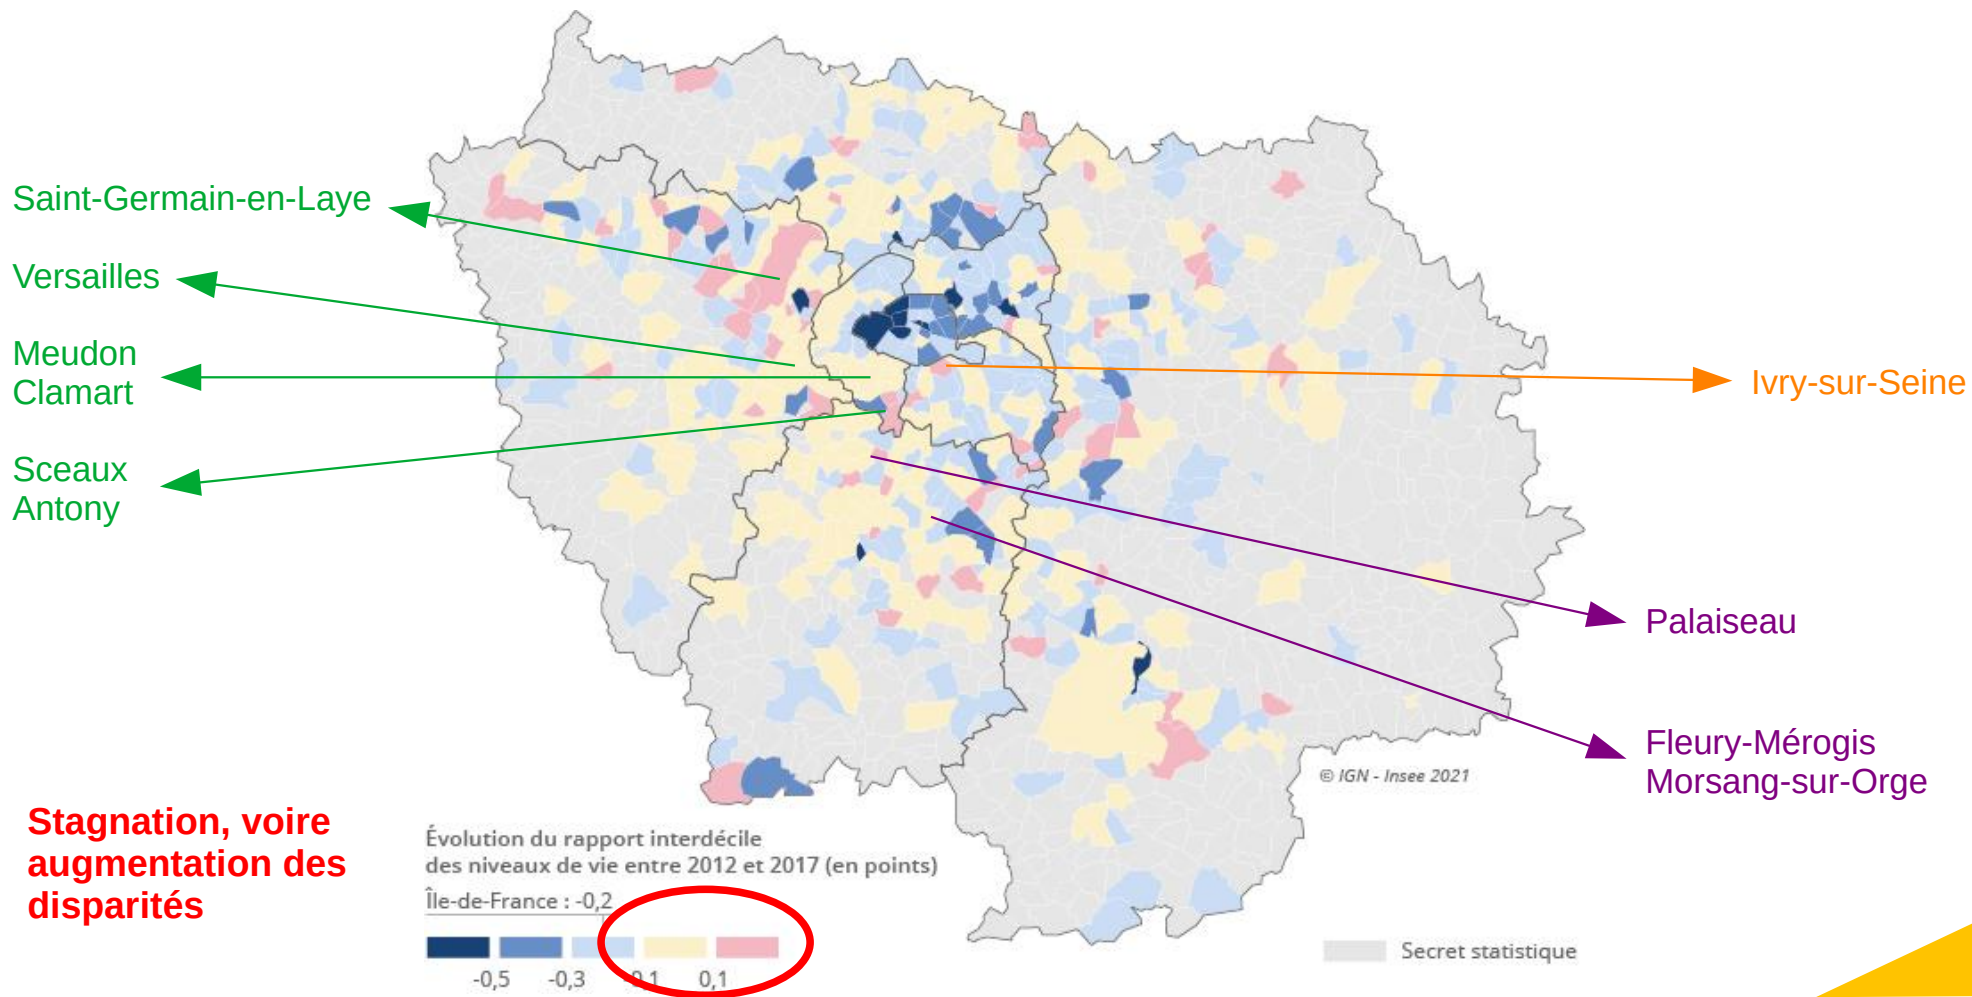 Saint-Germain-en-Laye
Versailles
Meudon
Clamart
Sceaux
Antony
Ivry-sur-Seine
Palaiseau
Fleury-Mérogis
Morsang-sur-Orge
© IGN - Insee 2021
Stagnation, voire
augmentation des
disparités
Évolution du rapport interdécile
des niveaux de vie entre 2012 et 2017 (en points)
Île-de-France : -0,2
-0,5 -0,3 -0,1 0,1
Secret statistique